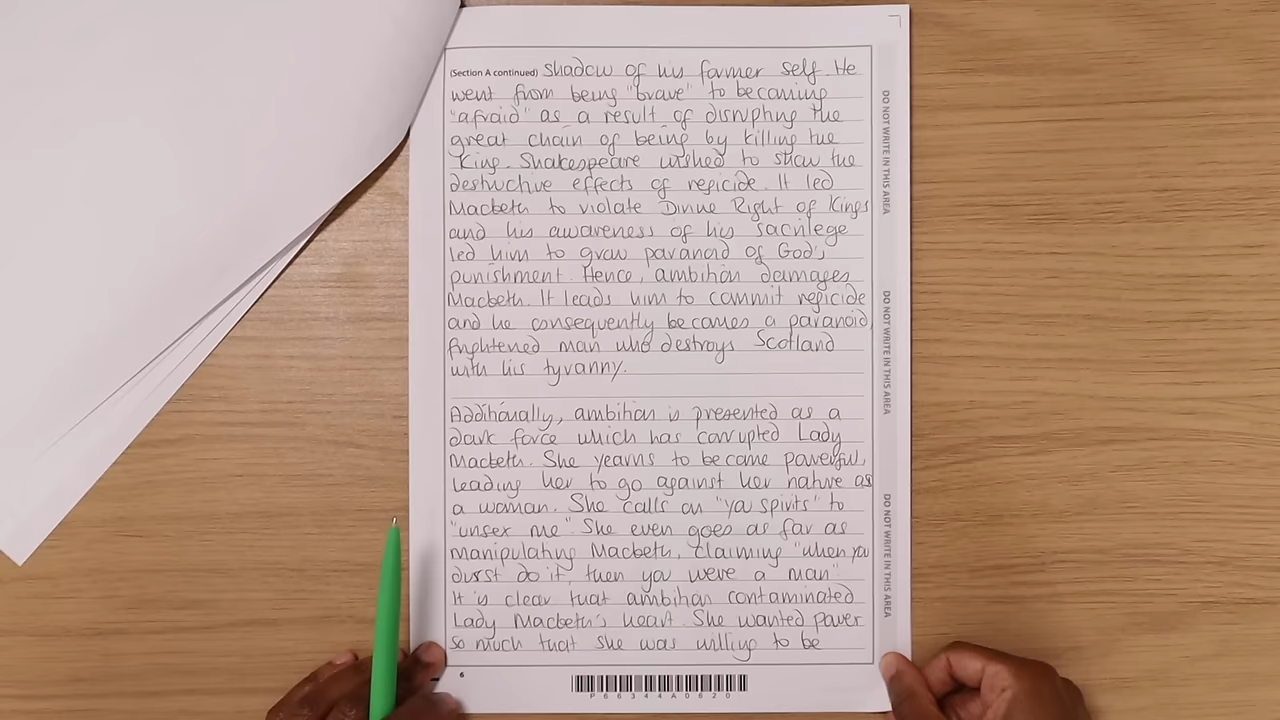 (Section A continued) shadow of his former self. He
went from being "brave" to becoming
"afraid" as a result of disrupting the
great chain of being by killing the
King. Shakespeare wished to show the
destructive effects of regicide. It led
Macbeth to violate Divine Right of Kings
and his awareness of his sacrilege
led him to grow paranoid of God's
punishment. Hence, ambition damages
Macbeth. It leads him to commit regicide
and he consequently becomes a paranoid,
frightened man who destroys Scotland
with his tyranny.
Additionally, ambition is presented as a
dark force which has corrupted Lady
Macbeth. She yearns to become powerful,
leading her to go against her nature as
a woman. She calls on "you spirits" to
"unsex me". She even goes as far as
manipulating Macbeth, claiming "when you
durst do it, then you were a man"
It is clear that ambition contaminated
Lady Macbeth's heart. She wanted power
so much that she was willing to be
6
P66344A0620
DO NOT WRITE IN THIS AREA
DO NOT WRITE IN THIS AREA
DO NOT WRITE IN THIS AREA